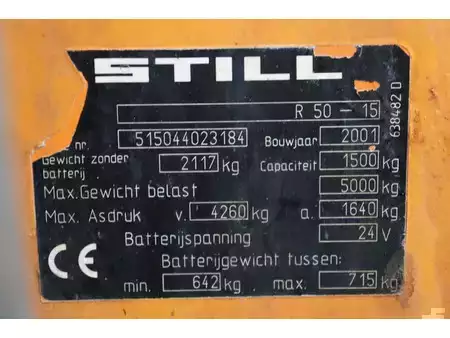 STILL
R 50 - 15
nr. 515044023184 Bouwjaar 2001
Gewicht zonder batterij 2117 kg Capaciteit 1500 kg
Max. Gewicht belast 5000 kg
Max. Asdruk v. 4260 kg a. 1640 kg
Batterijspanning 24 V
CE Batterijgewicht tussen:
min. 642 kg max. 715 kg
638482 D